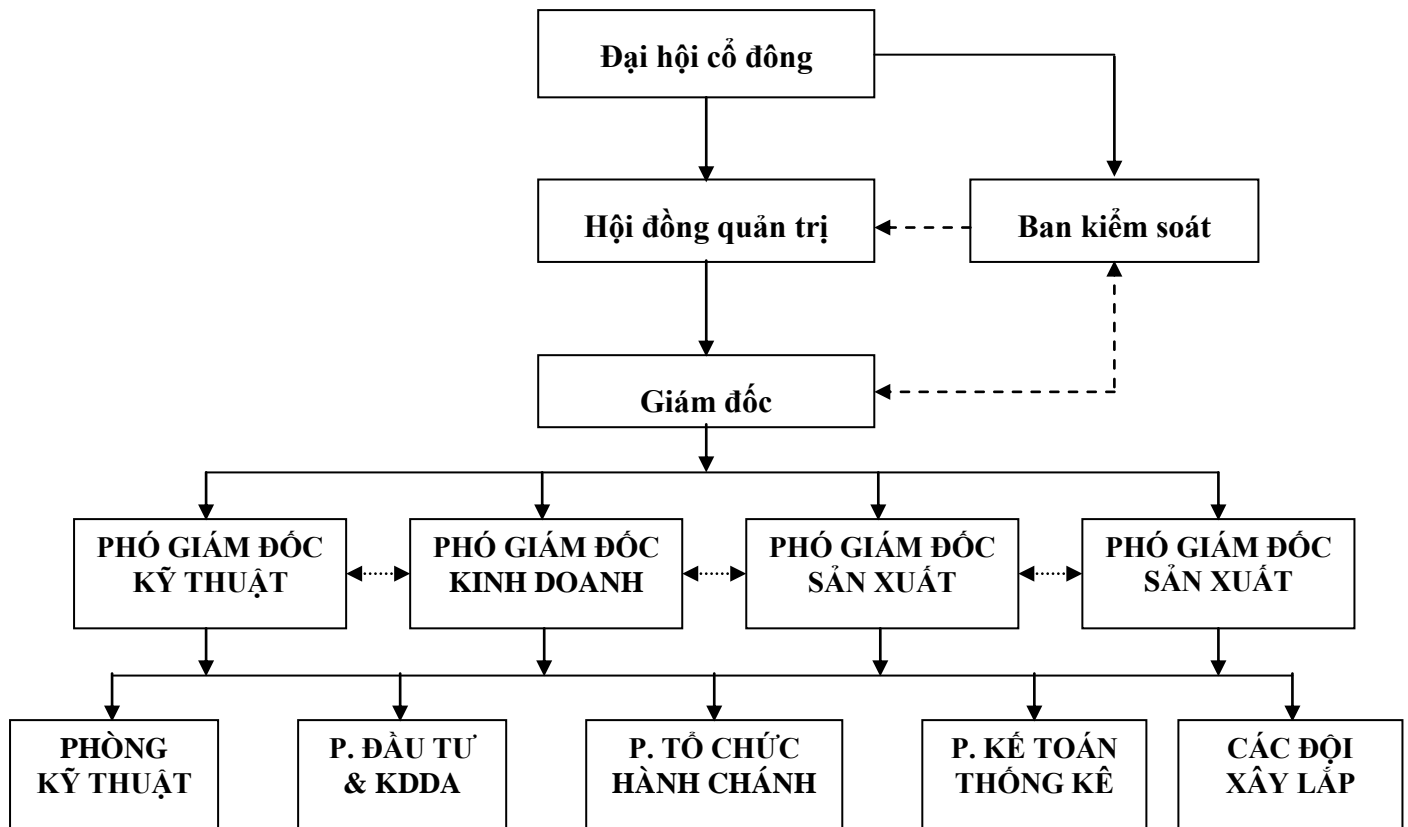 Đại hội cổ đông
Hội đồng quản trị
Ban kiểm soát
Giám đốc
PHÓ GIÁM ĐỐC
KỸ THUẬT
PHÓ GIÁM ĐỐC
KINH DOANH
PHÓ GIÁM ĐỐC
SẢN XUẤT
PHÓ GIÁM ĐỐC
SẢN XUẤT
PHÒNG
KỸ THUẬT
P. ĐẦU TƯ
& KDDA
P. TỔ CHỨC
HÀNH CHÁNH
P. KẾ TOÁN
THỐNG KÊ
CÁC ĐỘI
XÂY LẮP